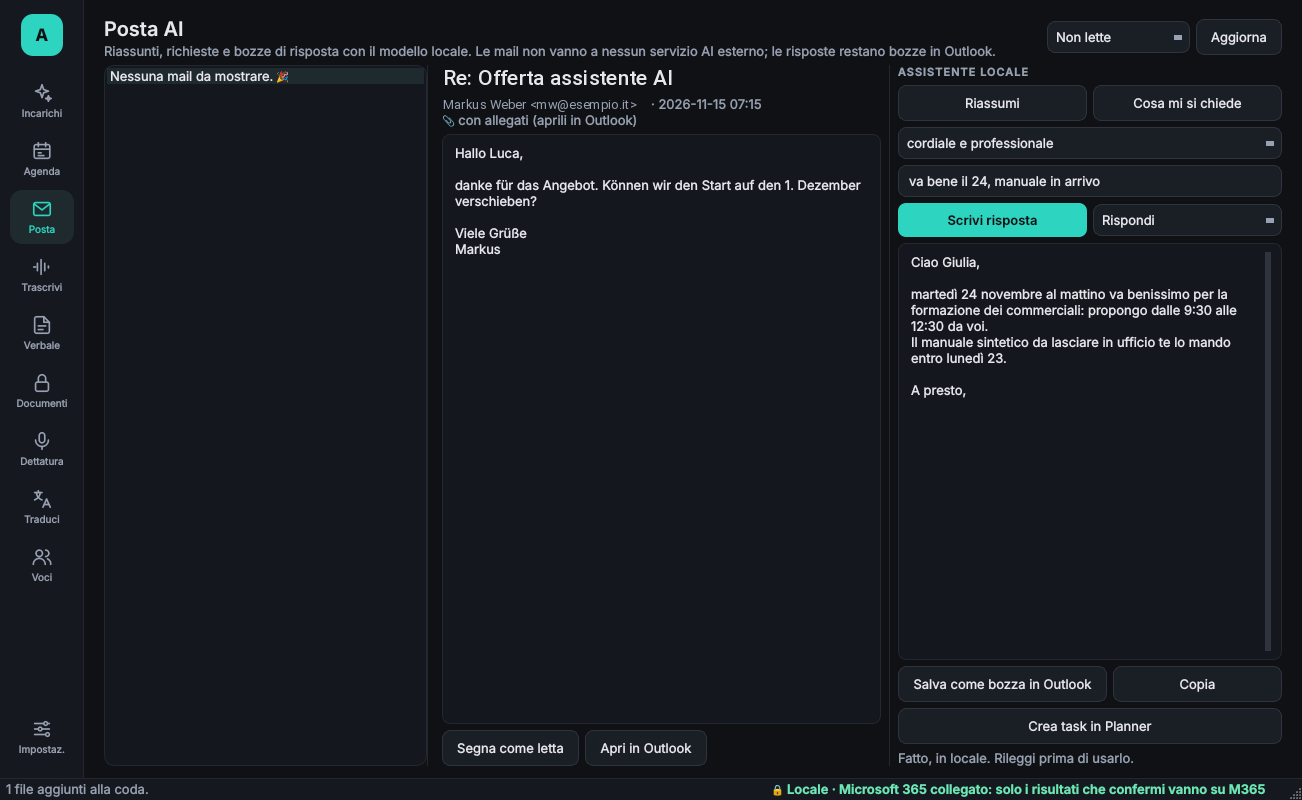 A
Incarichi
Agenda
Posta
Trascrivi
Verbale
Documenti
Dettatura
Traduci
Voci
Impostaz.
Posta AI
Riassunti, richieste e bozze di risposta con il modello locale. Le mail non vanno a nessun servizio AI esterno; le risposte restano bozze in Outlook.
Non lette
Aggiorna
Nessuna mail da mostrare. 🎉
Re: Offerta assistente AI
Markus Weber <mw@esempio.it> · 2026-11-15 07:15
📎 con allegati (aprili in Outlook)
Hallo Luca,
danke für das Angebot. Können wir den Start auf den 1. Dezember
verschieben?
Viele Grüße
Markus
Segna come letta
Apri in Outlook
ASSISTENTE LOCALE
Riassumi
Cosa mi si chiede
cordiale e professionale
va bene il 24, manuale in arrivo
Scrivi risposta
Rispondi
Ciao Giulia,
martedì 24 novembre al mattino va benissimo per la
formazione dei commerciali: propongo dalle 9:30 alle
12:30 da voi.
Il manuale sintetico da lasciare in ufficio te lo mando
entro lunedì 23.
A presto,
Salva come bozza in Outlook
Copia
Crea task in Planner
Fatto, in locale. Rileggi prima di usarlo.
1 file aggiunti alla coda.
🔒 Locale · Microsoft 365 collegato: solo i risultati che confermi vanno su M365